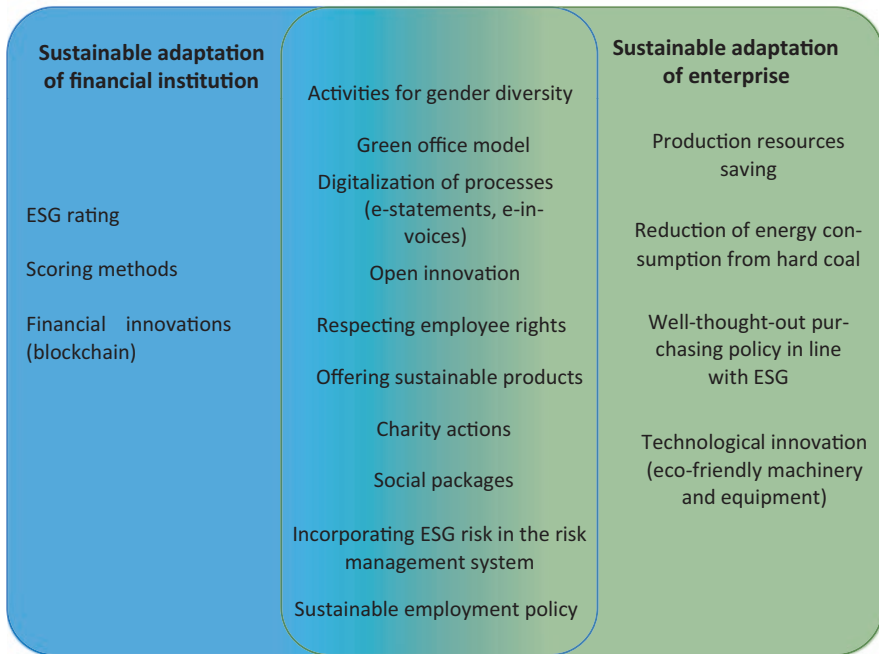 Sustainable adaptation
of financial institution
ESG rating
Scoring methods
Financial innovations
(blockchain)
Activities for gender diversity
Green office model
Digitalization of processes
(e-statements, e-in-
voices)
Open innovation
Respecting employee rights
Offering sustainable products
Charity actions
Social packages
Incorporating ESG risk in the risk
management system
Sustainable employment policy
Sustainable adaptation
of enterprise
Production resources
saving
Reduction of energy con-
sumption from hard coal
Well-thought-out pur-
chasing policy in line
with ESG
Technological innovation
(eco-friendly machinery
and equipment)